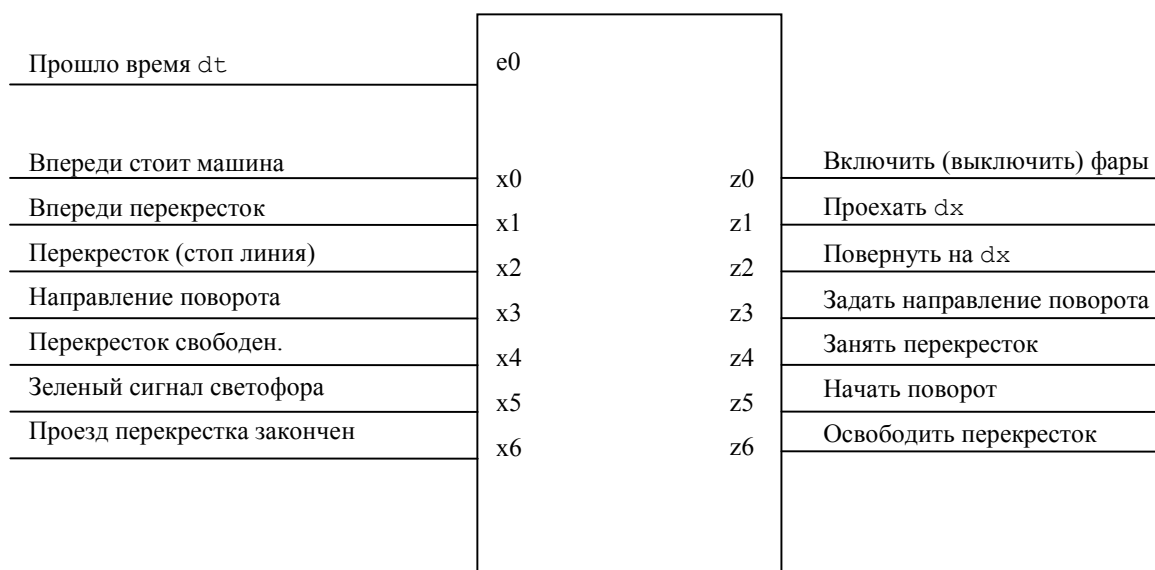 Прошло время dt e0
Впереди стоит машина x0 z0 Включить (выключить) фары
Впереди перекресток x1 z1 Проехать dx
Перекресток (стоп линия) x2 z2 Повернуть на dx
Направление поворота x3 z3 Задать направление поворота
Перекресток свободен. x4 z4 Занять перекресток
Зеленый сигнал светофора x5 z5 Начать поворот
Проезд перекрестка закончен x6 z6 Освободить перекресток